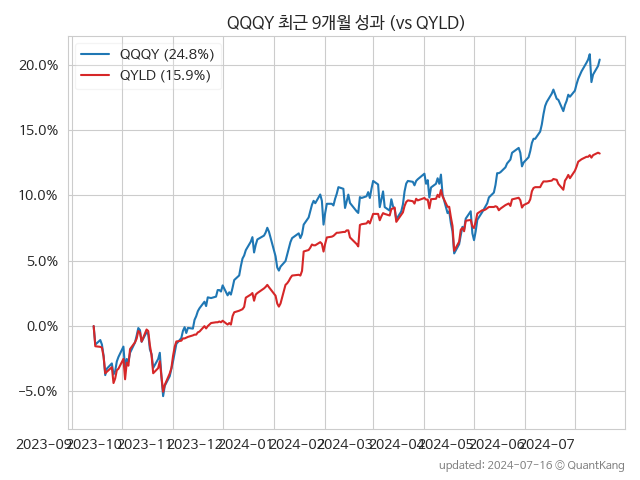 QQQY 최근 9개월 성과 (vs QYLD)
QQQY (24.8%)
QYLD (15.9%)
20.0%
15.0%
10.0%
5.0%
0.0%
−5.0%
2023-09 2023-10 2023-11 2023-12 2024-01 2024-02 2024-03 2024-04 2024-05 2024-06 2024-07
updated: 2024-07-16 © QuantKang